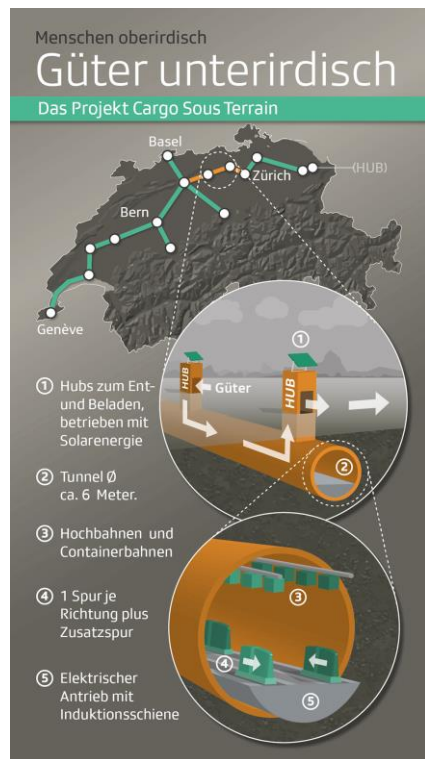 Menschen oberirdisch
Güter unterirdisch
Das Projekt Cargo Sous Terrain
Basel
Zürich
(HUB)
Bern
Genève
1
HUB
Güter
HUB
2
1 Hubs zum Ent-
und Beladen,
betrieben mit
Solarenergie
2 Tunnel Ø
ca. 6 Meter.
3 Hochbahnen und
Containerbahnen
4 1 Spur je
Richtung plus
Zusatzspur
5 Elektrischer
Antrieb mit
Induktionsschiene
3
4
5